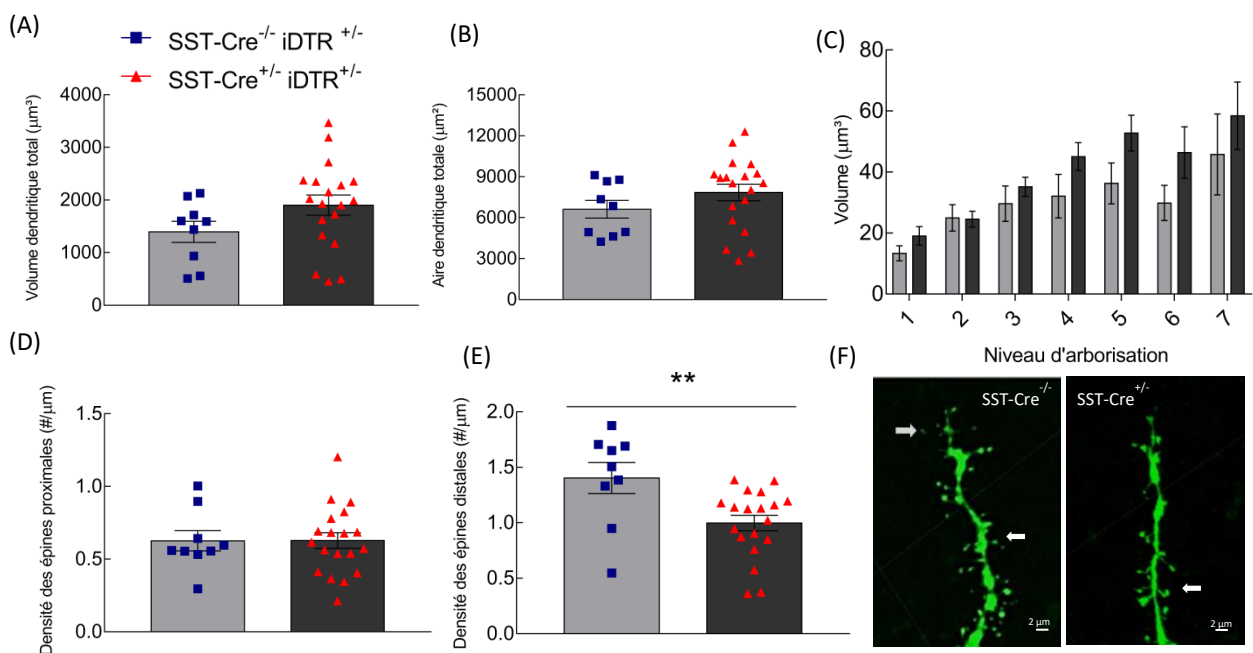 (A)
SST-Cre-/- iDTR +/-
SST-Cre+/- iDTR+/-
Volume dendritique total (μm³)
4000
3000
2000
1000
0
(B)
Aire dendritique totale (μm²)
15000
12000
9000
6000
3000
0
(C)
Volume (μm³)
80
60
40
20
0
1
2
3
4
5
6
7
Niveau d'arborisation
(D)
Densité des épines proximales (#/μm)
1.5
1.0
0.5
0.0
(E)
**
Densité des épines distales (#/μm)
2.0
1.5
1.0
0.5
0.0
(F)
SST-Cre-/-
2 μm
SST-Cre+/-
2 μm